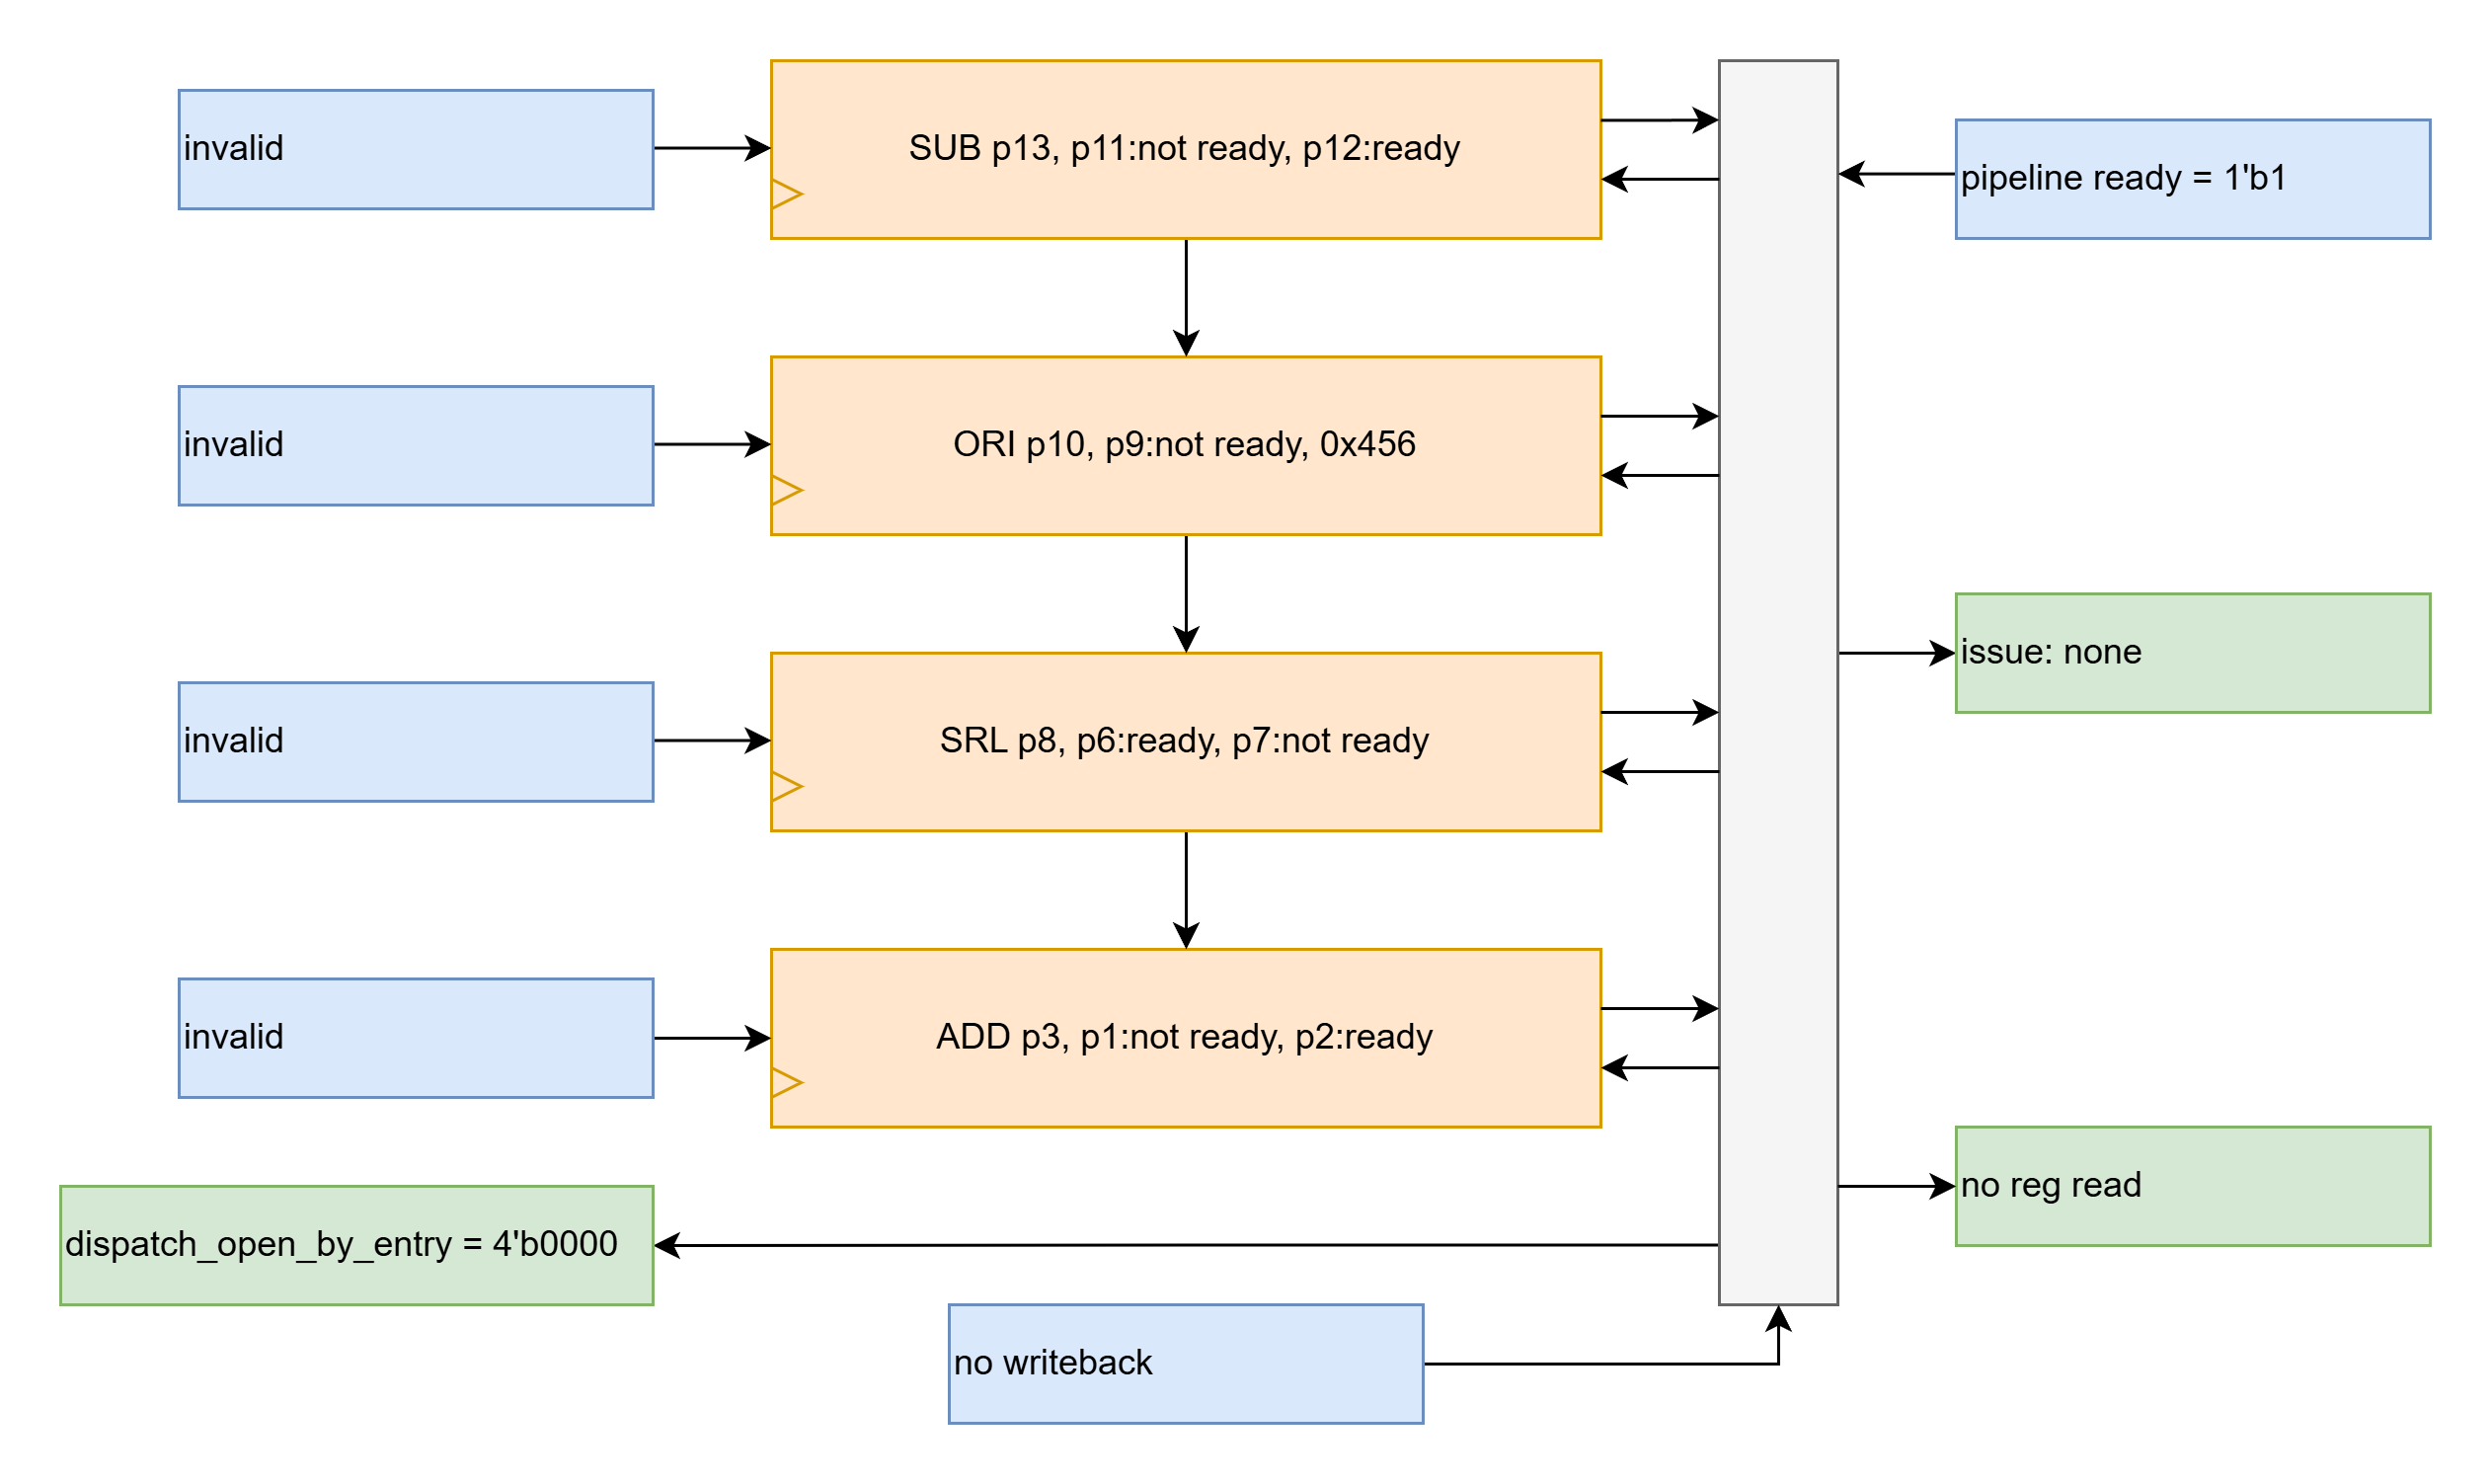 invalid
SUB p13, p11:not ready, p12:ready
pipeline ready = 1'b1
invalid
ORI p10, p9:not ready, 0x456
issue: none
invalid
SRL p8, p6:ready, p7:not ready
invalid
ADD p3, p1:not ready, p2:ready
no reg read
dispatch_open_by_entry = 4'b0000
no writeback